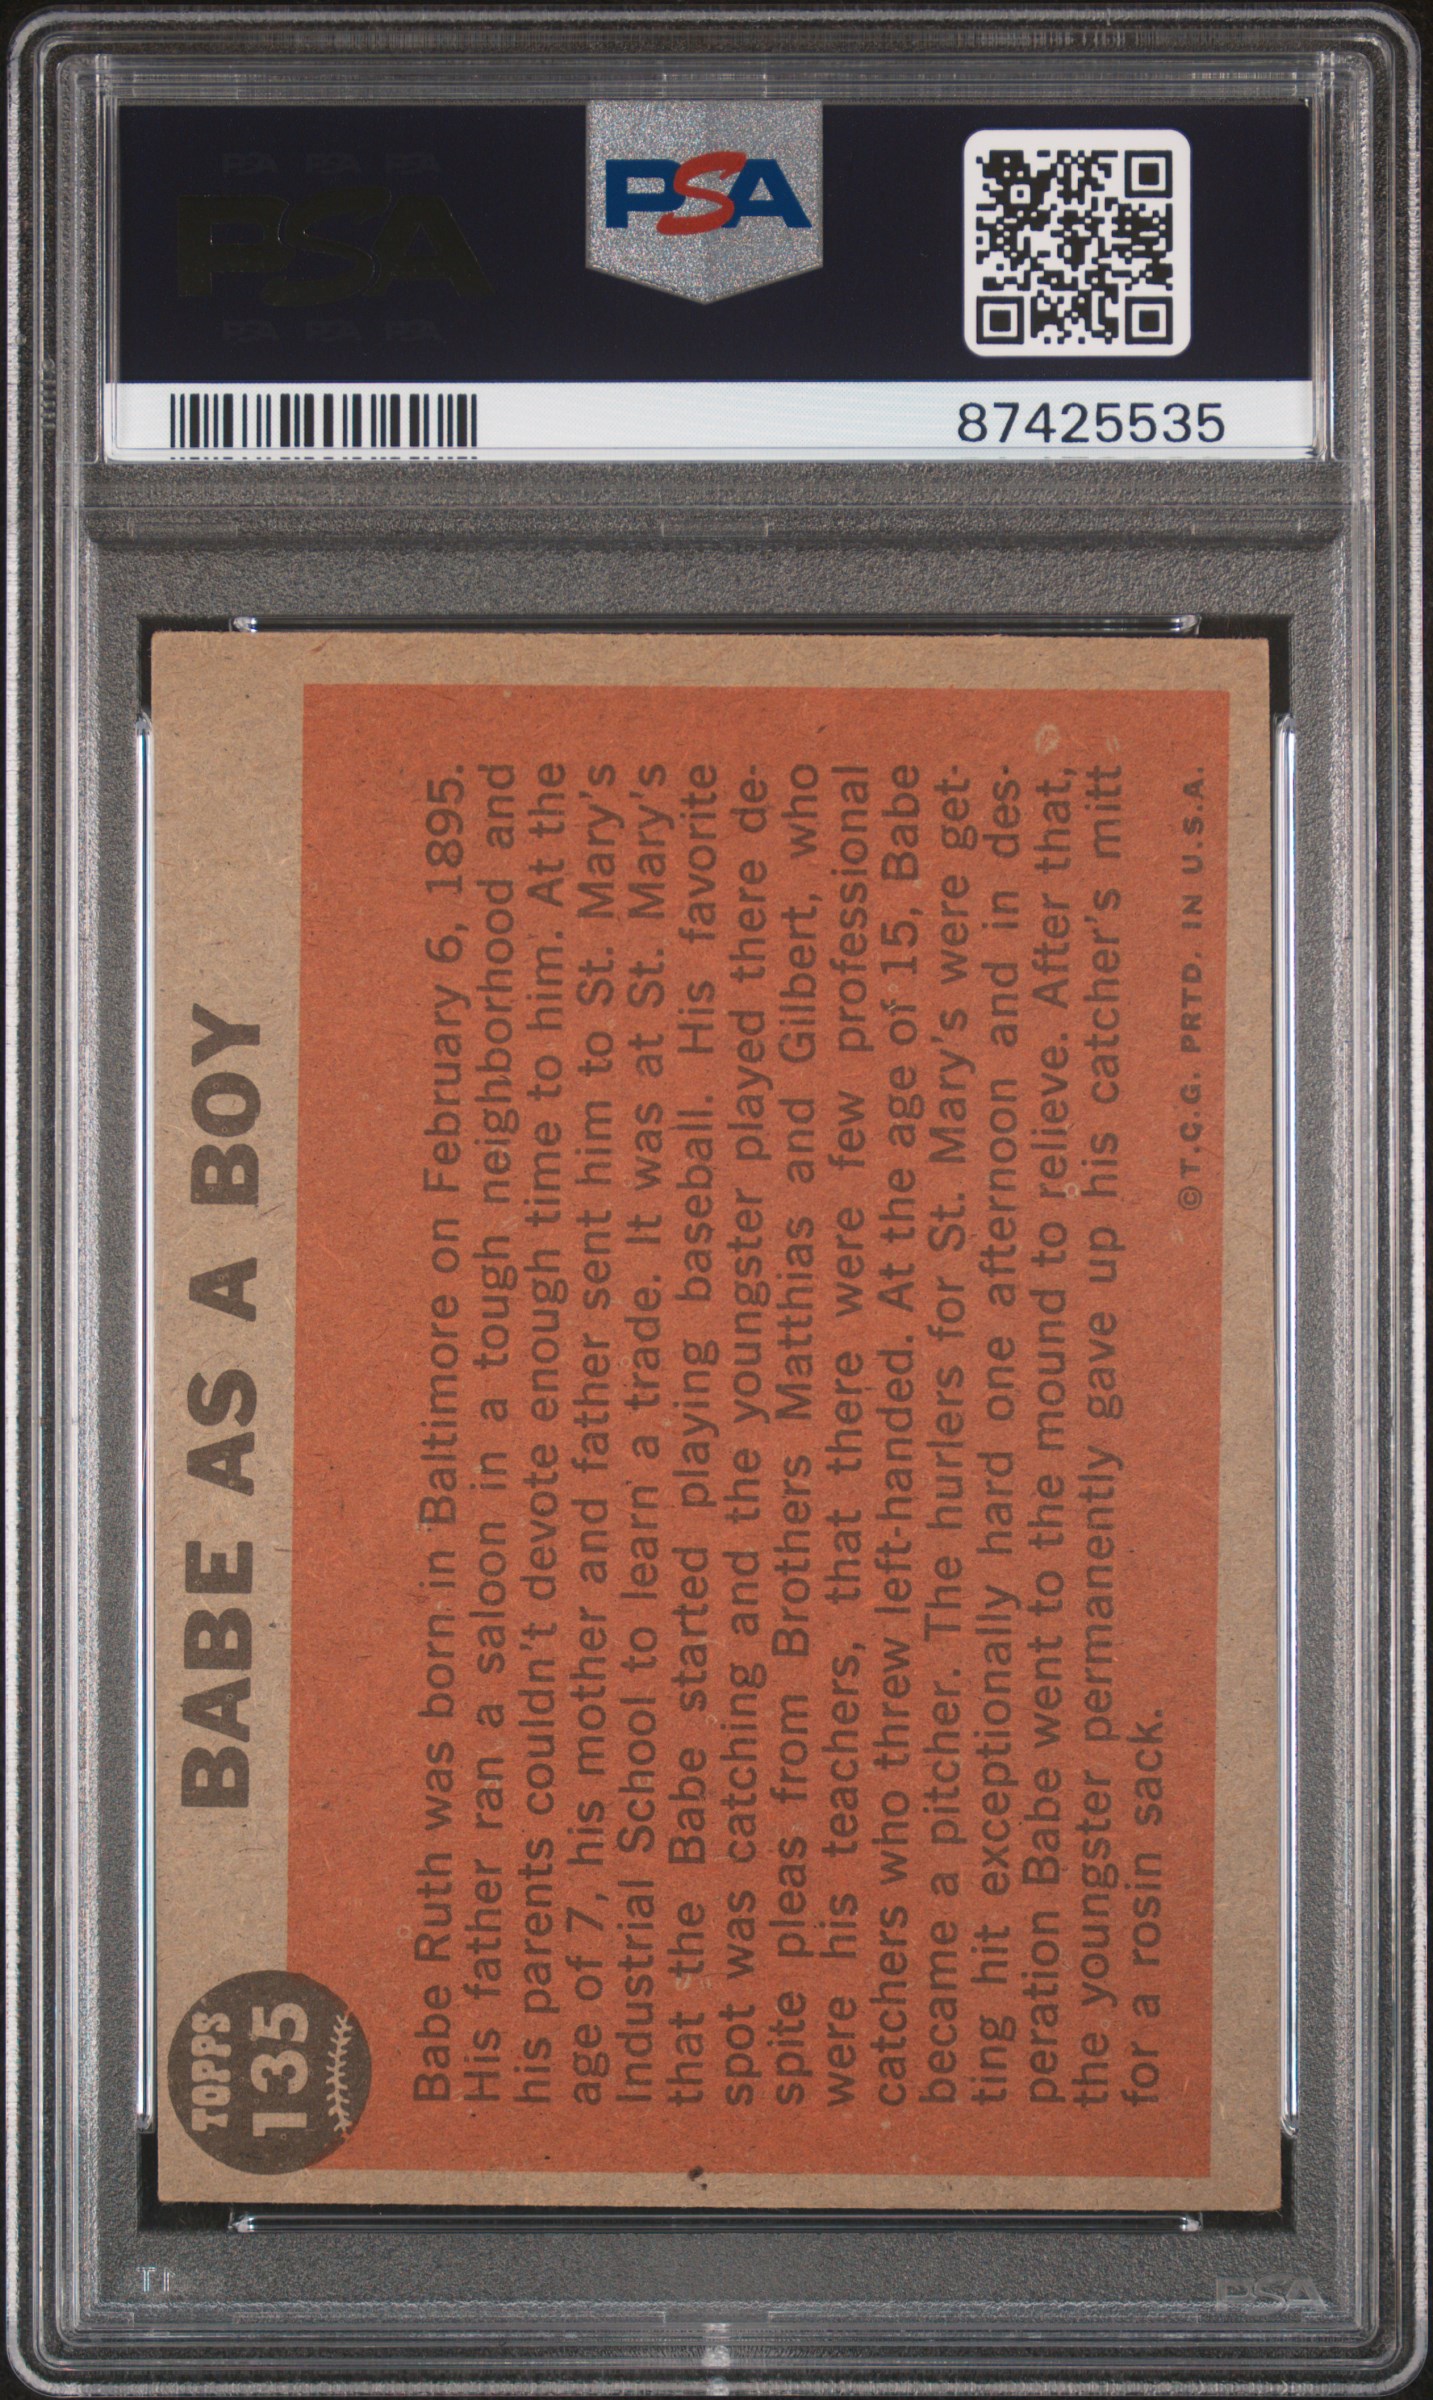 PSA PSA PSA
PSA
PSA PSA PSA
PSA
87425535
TOPPS
135
BABE AS A BOY
Babe Ruth was born in Baltimore on February 6, 1895.
His father ran a saloon in a tough neighborhood and
his parents couldn't devote enough time to him. At the
age of 7, his mother and father sent him to St. Mary's
Industrial School to learn a trade. It was at St. Mary's
that the Babe started playing baseball. His favorite
spot was catching and the youngster played there de-
spite pleas from Brothers Matthias and Gilbert, who
were his teachers, that there were few professional
catchers who threw left-handed. At the age of 15, Babe
became a pitcher. The hurlers for St. Mary's were get-
ting hit exceptionally hard one afternoon and in des-
peration Babe went to the mound to relieve. After that,
the youngster permanently gave up his catcher's mitt
for a rosin sack.
©T.C.G. PRTD. IN U.S.A.
PSA